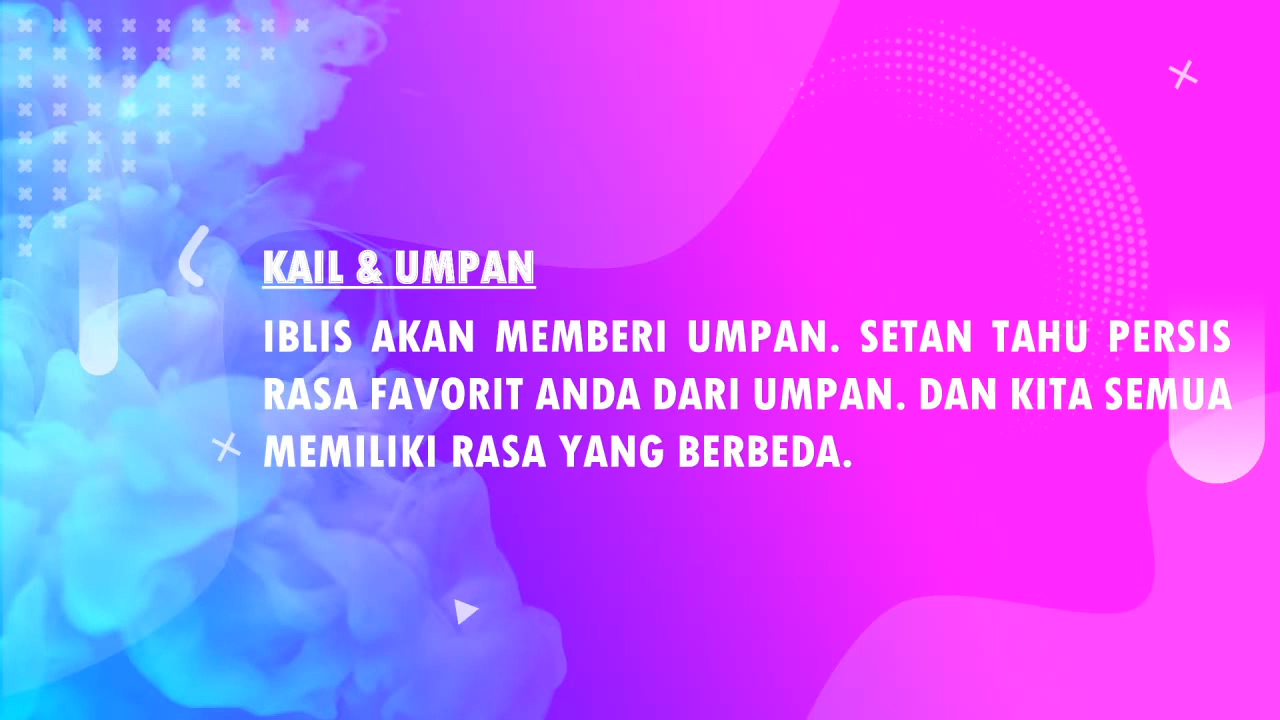 KAIL & UMPAN
IBLIS AKAN MEMBERI UMPAN. SETAN TAHU PERSIS
RASA FAVORIT ANDA DARI UMPAN. DAN KITA SEMUA
MEMILIKI RASA YANG BERBEDA.